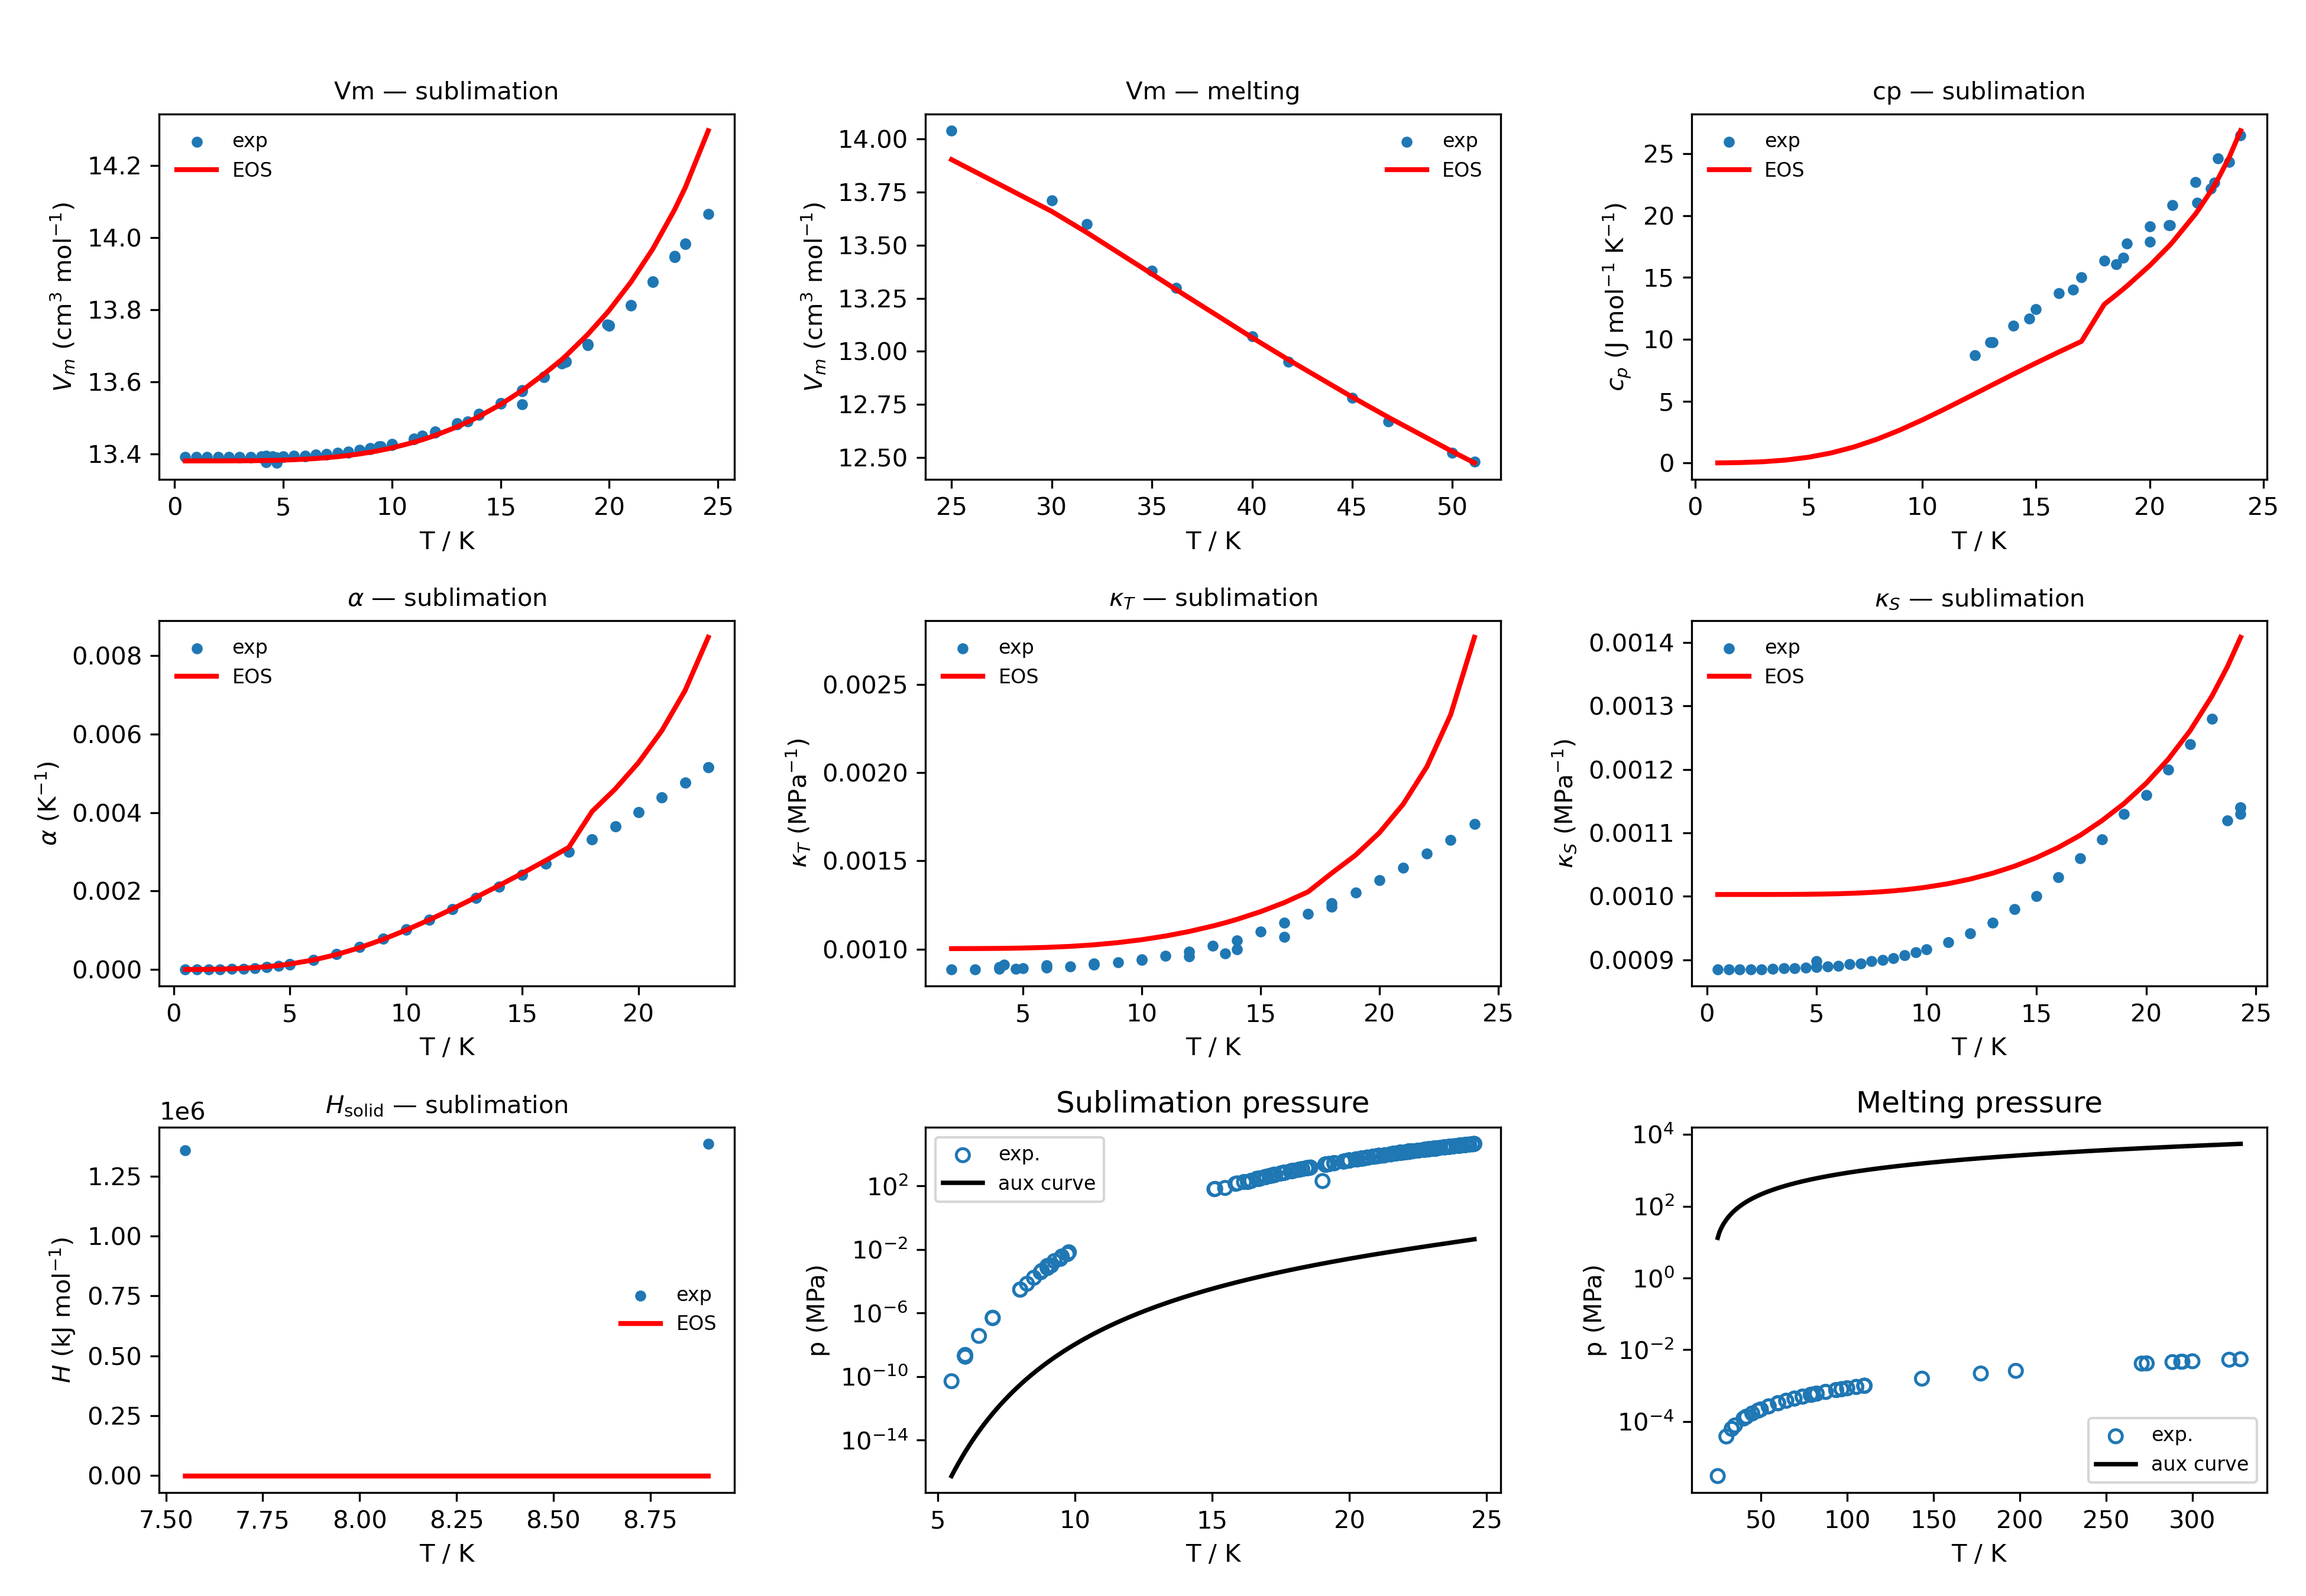 Vm — sublimation
exp
EOS
14.2
14.0
13.8
13.6
13.4
V_m (cm³ mol⁻¹)
0 5 10 15 20 25
T / K
Vm — melting
exp
EOS
14.00
13.75
13.50
13.25
13.00
12.75
12.50
V_m (cm³ mol⁻¹)
25 30 35 40 45 50
T / K
cp — sublimation
exp
EOS
25
20
15
10
5
0
c_p (J mol⁻¹ K⁻¹)
0 5 10 15 20 25
T / K
α — sublimation
exp
EOS
0.008
0.006
0.004
0.002
0.000
α (K⁻¹)
0 5 10 15 20
T / K
κ_T — sublimation
exp
EOS
0.0025
0.0020
0.0015
0.0010
κ_T (MPa⁻¹)
5 10 15 20 25
T / K
κ_S — sublimation
exp
EOS
0.0014
0.0013
0.0012
0.0011
0.0010
0.0009
κ_S (MPa⁻¹)
0 5 10 15 20 25
T / K
H_solid — sublimation
1e6
1.25
1.00
0.75
0.50
0.25
0.00
H (kJ mol⁻¹)
exp
EOS
7.50 7.75 8.00 8.25 8.50 8.75
T / K
Sublimation pressure
exp.
aux curve
10²
10⁻²
10⁻⁶
10⁻¹⁰
10⁻¹⁴
p (MPa)
5 10 15 20 25
T / K
Melting pressure
10⁴
10²
10⁰
10⁻²
10⁻⁴
p (MPa)
exp.
aux curve
50 100 150 200 250 300
T / K